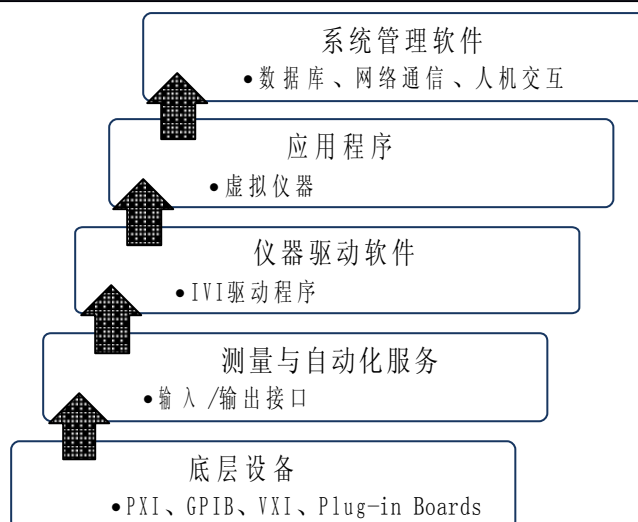 系统管理软件
•数据库、网络通信、人机交互
应用程序
•虚拟仪器
仪器驱动软件
•IVI驱动程序
测量与自动化服务
•输入/输出接口
底层设备
•PXI、GPIB、VXI、Plug-in Boards